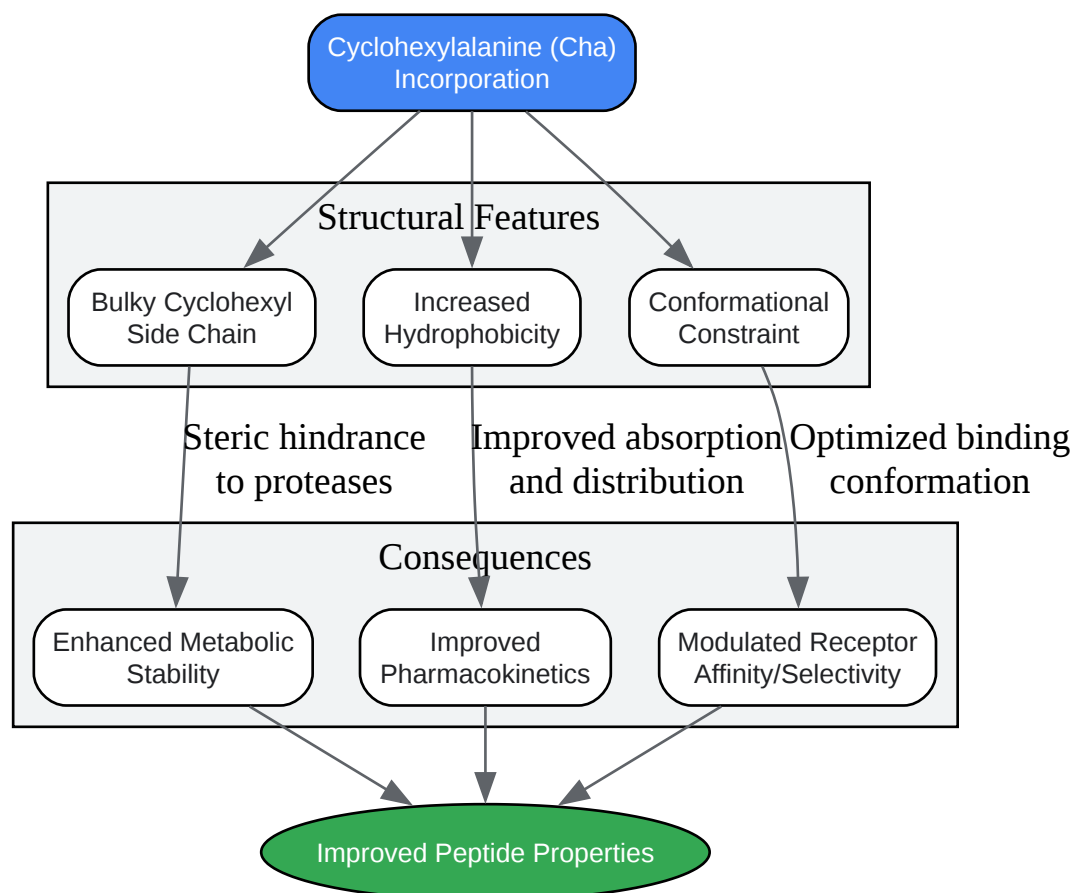 Cyclohexylalanine (Cha)
Incorporation
Structural Features
Bulky Cyclohexyl
Side Chain
Increased
Hydrophobicity
Conformational
Constraint
Steric hindrance
to proteases
Improved absorption
and distribution
Optimized binding
conformation
Consequences
Enhanced Metabolic
Stability
Improved
Pharmacokinetics
Modulated Receptor
Affinity/Selectivity
Improved Peptide Properties